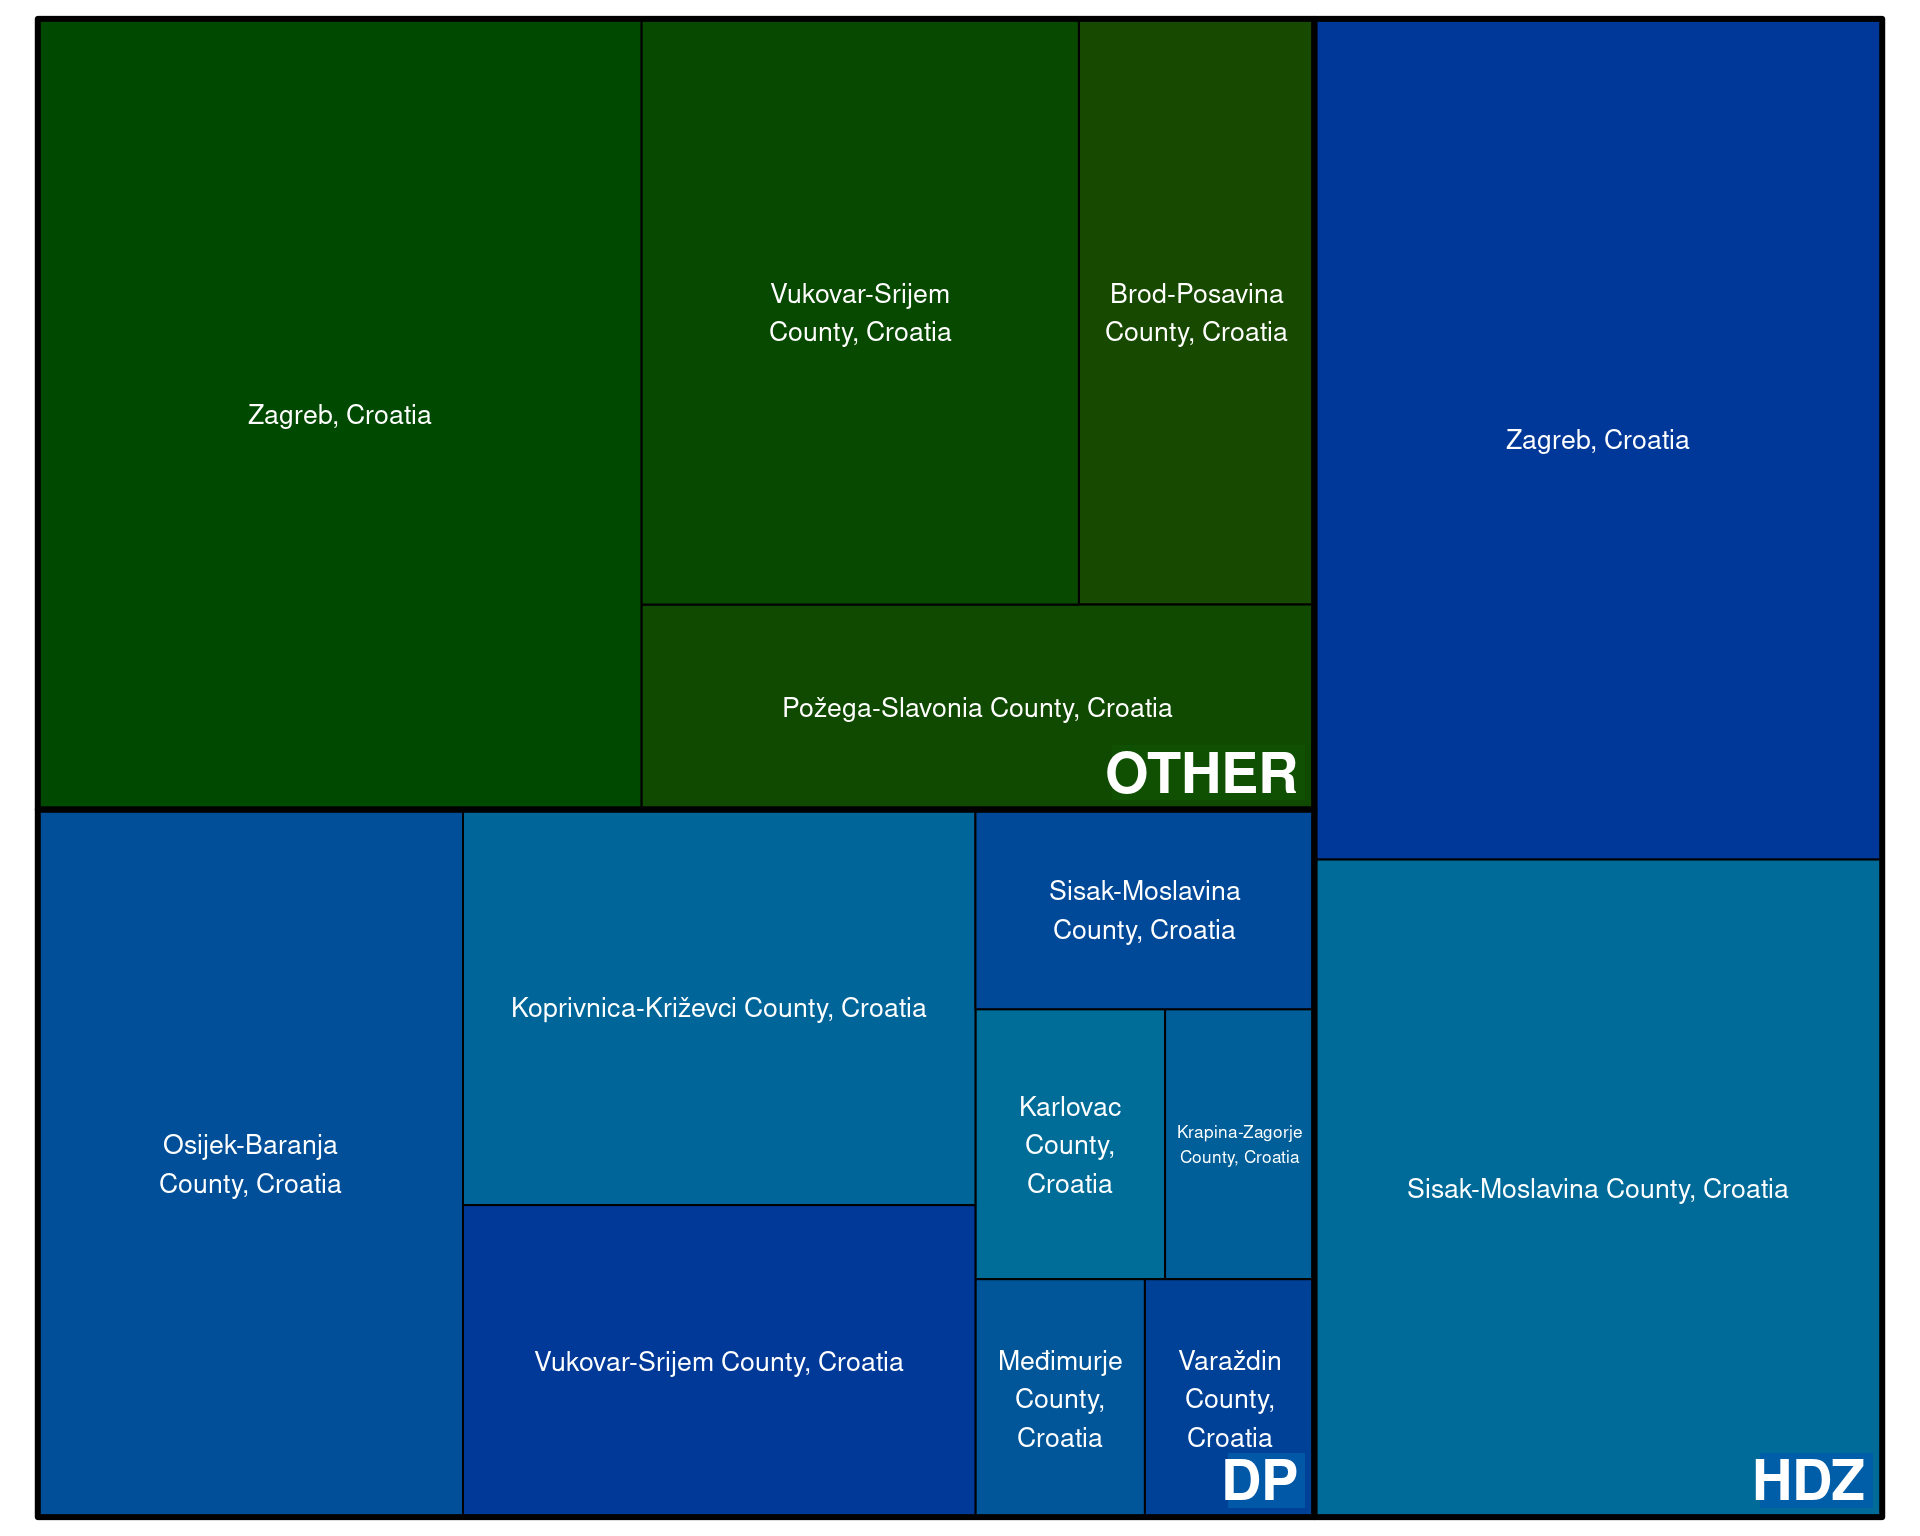 Zagreb, Croatia
Vukovar-Srijem
County, Croatia
Brod-Posavina
County, Croatia
Požega-Slavonia County, Croatia
OTHER
Zagreb, Croatia
Sisak-Moslavina County, Croatia
HDZ
Osijek-Baranja
County, Croatia
Koprivnica-Križevci County, Croatia
Vukovar-Srijem County, Croatia
Sisak-Moslavina
County, Croatia
Karlovac
County,
Croatia
Krapina-Zagorje
County, Croatia
Međimurje
County,
Croatia
Varaždin
County,
Croatia
DP